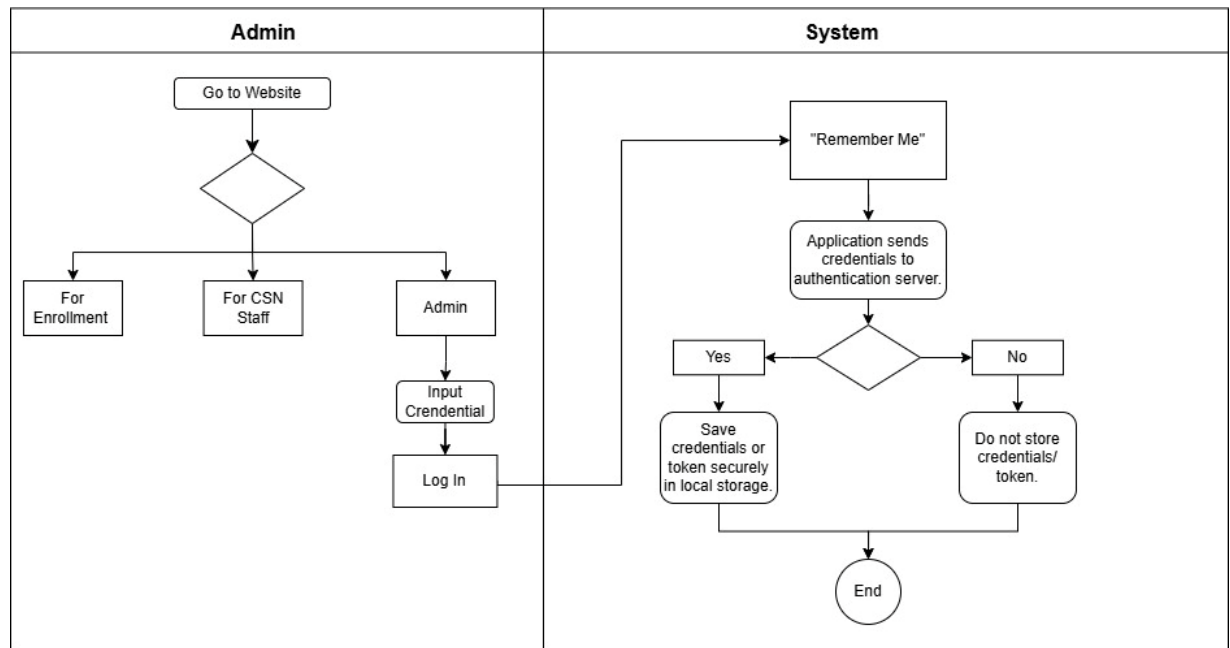 Admin
System
Go to Website
For
Enrollment
For CSN
Staff
Admin
Input
Crendential
Log In
"Remember Me"
Application sends
credentials to
authentication server.
Yes
No
Save
credentials or
token securely
in local storage.
Do not store
credentials/
token.
End